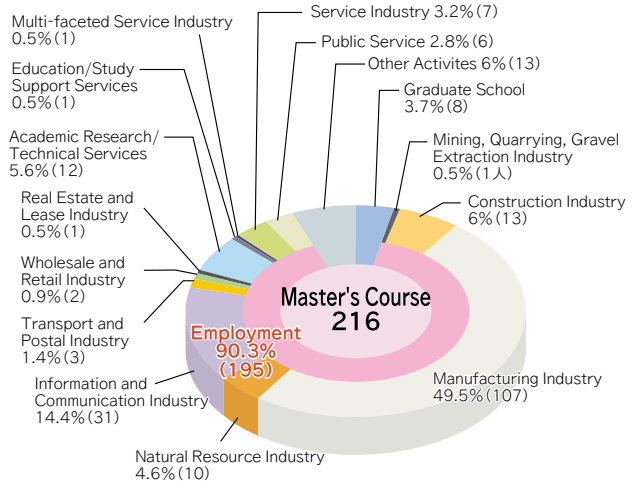 Multi-faceted Service Industry
0.5%(1)
Education/Study
Support Services
0.5%(1)
Academic Research/
Technical Services
5.6%(12)
Real Estate and
Lease Industry
0.5%(1)
Wholesale and
Retail Industry
0.9%(2)
Transport and
Postal Industry
1.4%(3)
Information and
Communication Industry
14.4%(31)
Natural Resource Industry
4.6%(10)
Service Industry 3.2%(7)
Public Service 2.8%(6)
Other Activites 6%(13)
Graduate School
3.7%(8)
Mining, Quarrying, Gravel
Extraction Industry
0.5%(1人)
Construction Industry
6%(13)
Manufacturing Industry
49.5%(107)
Master's Course
216
Employment
90.3%
(195)